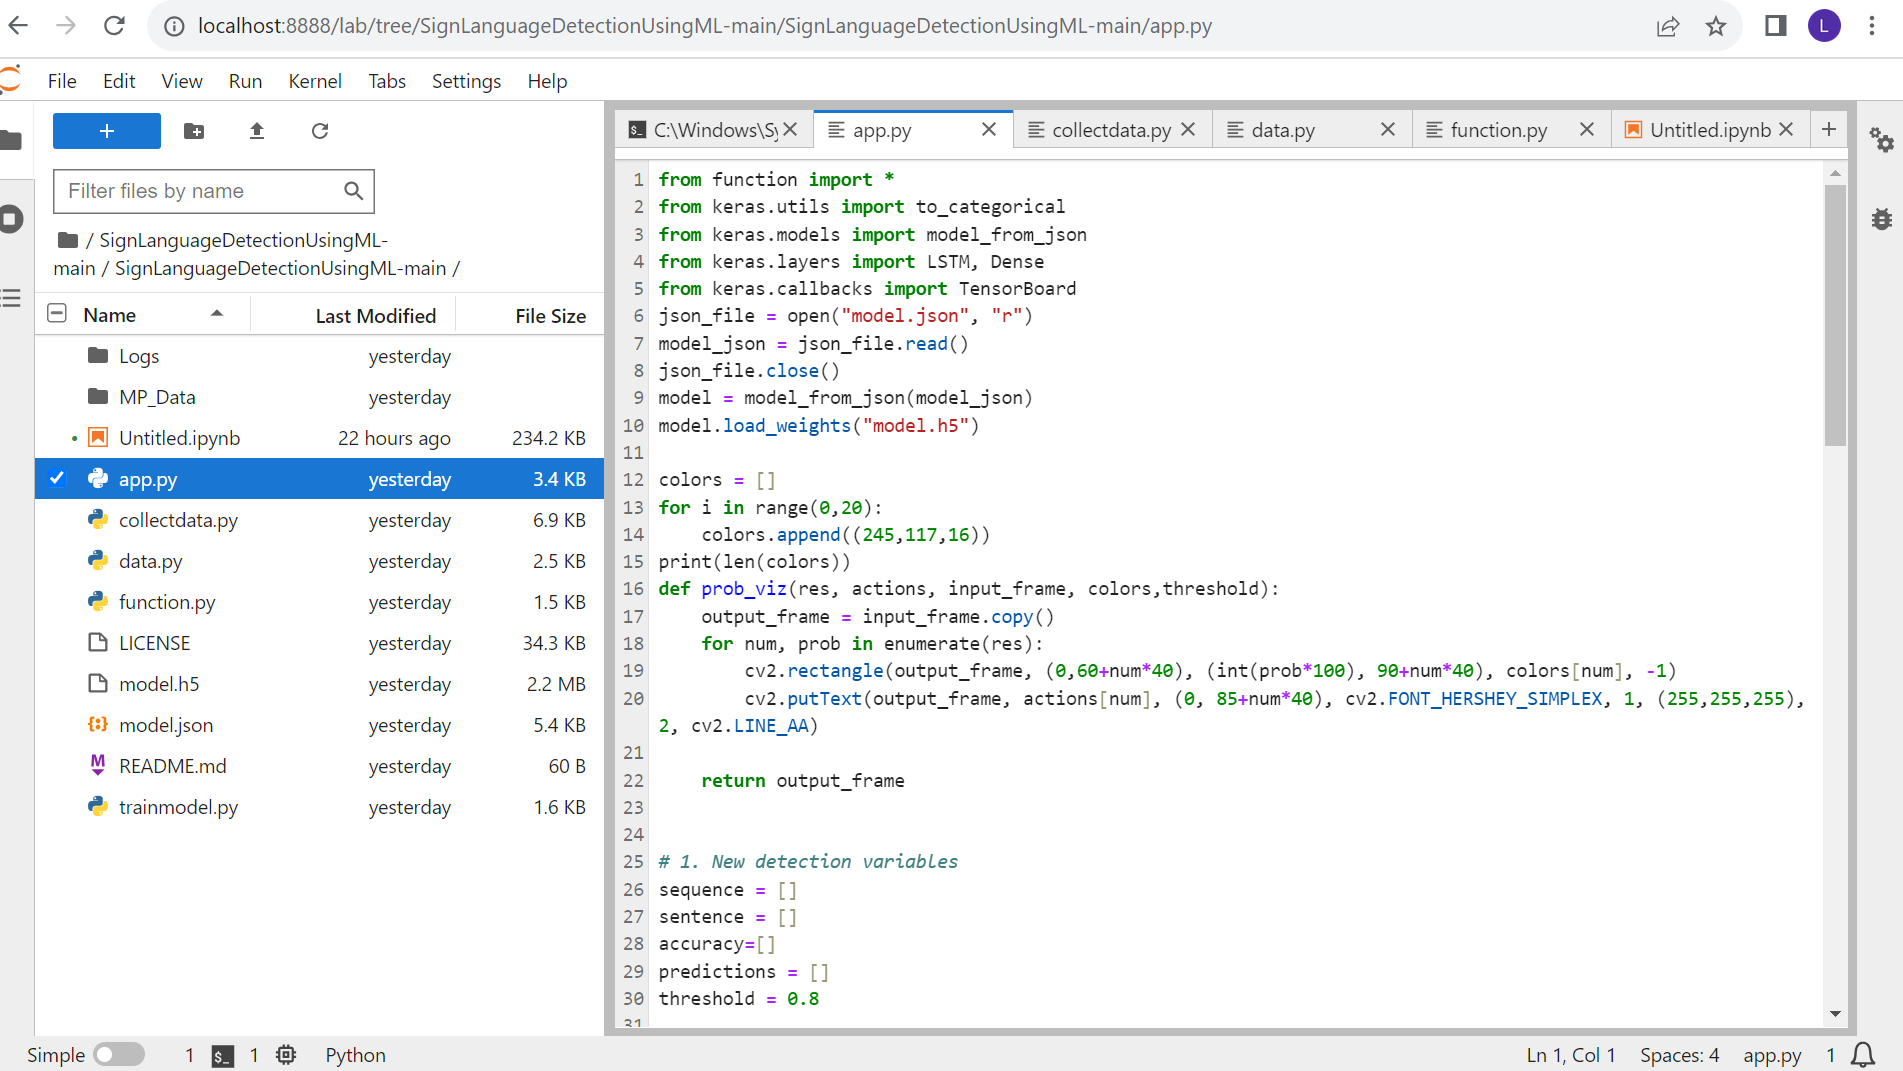 localhost:8888/lab/tree/SignLanguageDetectionUsingML-main/SignLanguageDetectionUsingML-main/app.py
L
File Edit View Run Kernel Tabs Settings Help
+
Filter files by name
/ SignLanguageDetectionUsingML-
main / SignLanguageDetectionUsingML-main /
Name Last Modified File Size
Logs yesterday
MP_Data yesterday
Untitled.ipynb 22 hours ago 234.2 KB
app.py yesterday 3.4 KB
collectdata.py yesterday 6.9 KB
data.py yesterday 2.5 KB
function.py yesterday 1.5 KB
LICENSE yesterday 34.3 KB
model.h5 yesterday 2.2 MB
model.json yesterday 5.4 KB
README.md yesterday 60 B
trainmodel.py yesterday 1.6 KB
C:\Windows\Sy app.py collectdata.py data.py function.py Untitled.ipynb +
1 from function import *
2 from keras.utils import to_categorical
3 from keras.models import model_from_json
4 from keras.layers import LSTM, Dense
5 from keras.callbacks import TensorBoard
6 json_file = open("model.json", "r")
7 model_json = json_file.read()
8 json_file.close()
9 model = model_from_json(model_json)
10 model.load_weights("model.h5")
11
12 colors = []
13 for i in range(0,20):
14     colors.append((245,117,16))
15 print(len(colors))
16 def prob_viz(res, actions, input_frame, colors,threshold):
17     output_frame = input_frame.copy()
18     for num, prob in enumerate(res):
19         cv2.rectangle(output_frame, (0,60+num*40), (int(prob*100), 90+num*40), colors[num], -1)
20         cv2.putText(output_frame, actions[num], (0, 85+num*40), cv2.FONT_HERSHEY_SIMPLEX, 1, (255,255,255),
2, cv2.LINE_AA)
21
22     return output_frame
23
24
25 # 1. New detection variables
26 sequence = []
27 sentence = []
28 accuracy=[]
29 predictions = []
30 threshold = 0.8
31
Simple 1 $_ 1 Python Ln 1, Col 1 Spaces: 4 app.py 1